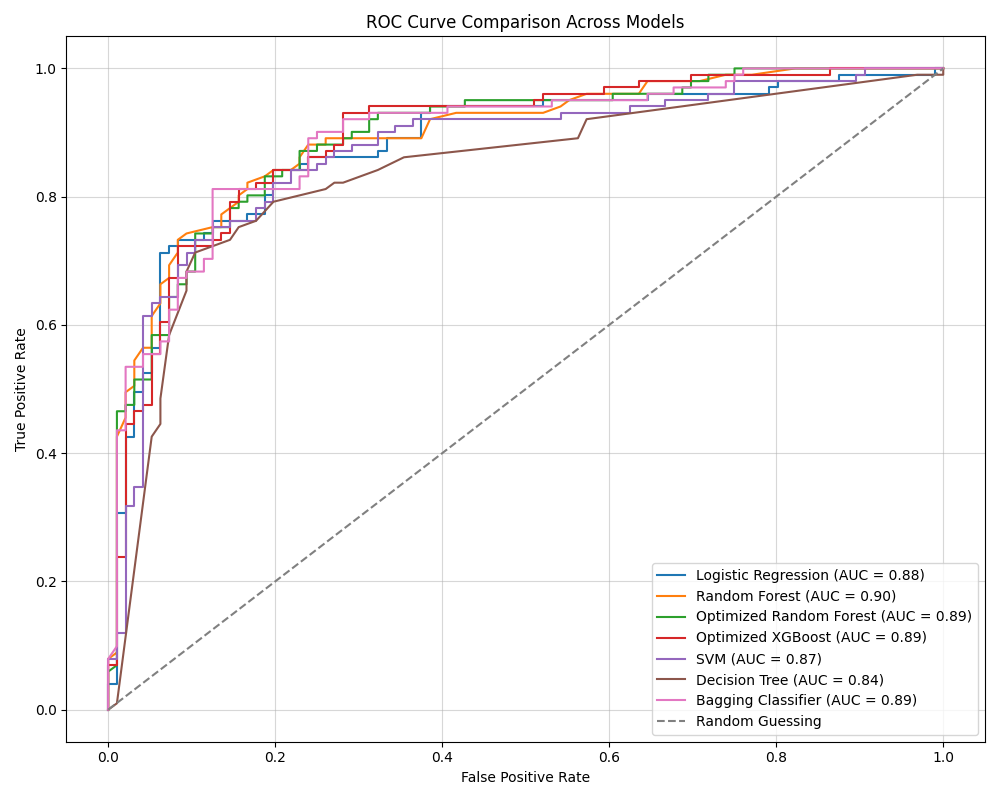 ROC Curve Comparison Across Models
True Positive Rate
1.0
0.8
0.6
0.4
0.2
0.0
0.0 0.2 0.4 0.6 0.8 1.0
False Positive Rate
Logistic Regression (AUC = 0.88)
Random Forest (AUC = 0.90)
Optimized Random Forest (AUC = 0.89)
Optimized XGBoost (AUC = 0.89)
SVM (AUC = 0.87)
Decision Tree (AUC = 0.84)
Bagging Classifier (AUC = 0.89)
Random Guessing